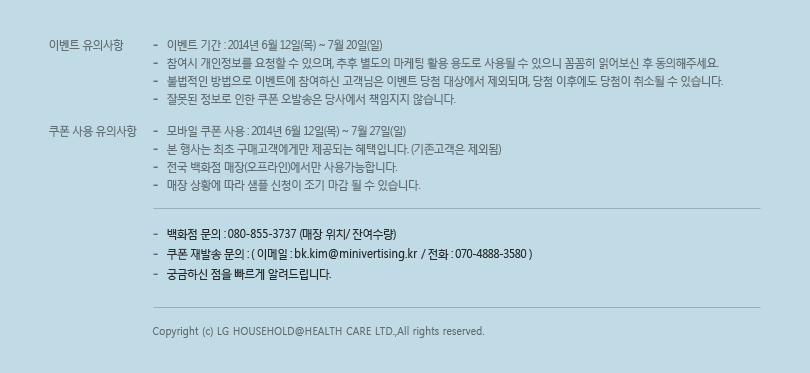 이벤트 유의사항 - 이벤트 기간 : 2014년 6월 12일(목) ~ 7월 20일(일)
- 참여시 개인정보를 요청할 수 있으며, 추후 별도의 마케팅 활용 용도로 사용될 수 있으니 꼼꼼히 읽어보신 후 동의해주세요.
- 불법적인 방법으로 이벤트에 참여하신 고객님은 이벤트 당첨 대상에서 제외되며, 당첨 이후에도 당첨이 취소될 수 있습니다.
- 잘못된 정보로 인한 쿠폰 오발송은 당사에서 책임지지 않습니다.
쿠폰 사용 유의사항 - 모바일 쿠폰 사용 : 2014년 6월 12일(목) ~ 7월 27일(일)
- 본 행사는 최초 구매고객에게만 제공되는 혜택입니다. (기존고객은 제외됨)
- 전국 백화점 매장(오프라인)에서만 사용가능합니다.
- 매장 상황에 따라 샘플 신청이 조기 마감 될 수 있습니다.
- 백화점 문의 : 080-855-3737 (매장 위치/ 잔여수량)
- 쿠폰 재발송 문의 : ( 이메일 : bk.kim@minivertising.kr / 전화 : 070-4888-3580 )
- 궁금하신 점을 빠르게 알려드립니다.
Copyright (c) LG HOUSEHOLD@HEALTH CARE LTD.,All rights reserved.